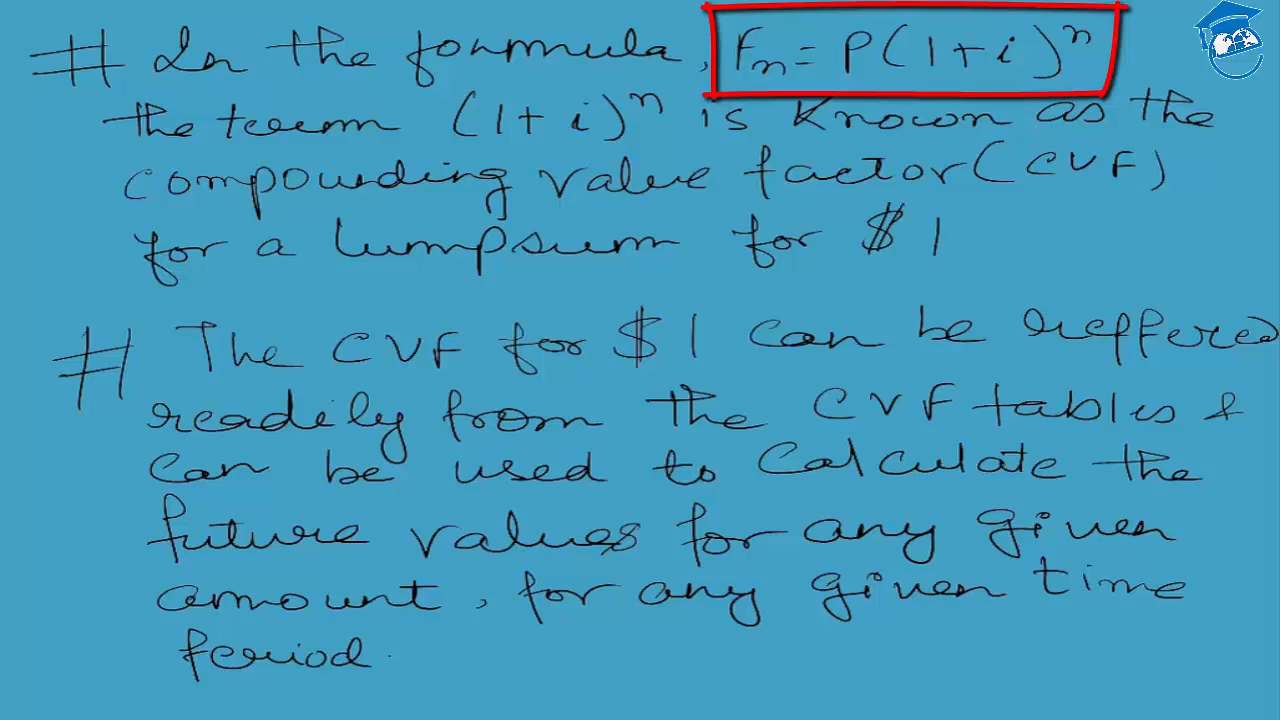 # In the formula, Fn = P(1+i)^n
the term (1+i)^n is known as the
compounding value factor (CVF)
for a lumpsum for $1
# The CVF for $1 can be reffered
readily from the CVF tables &
can be used to calculate the
future values for any given
amount, for any given time
period.